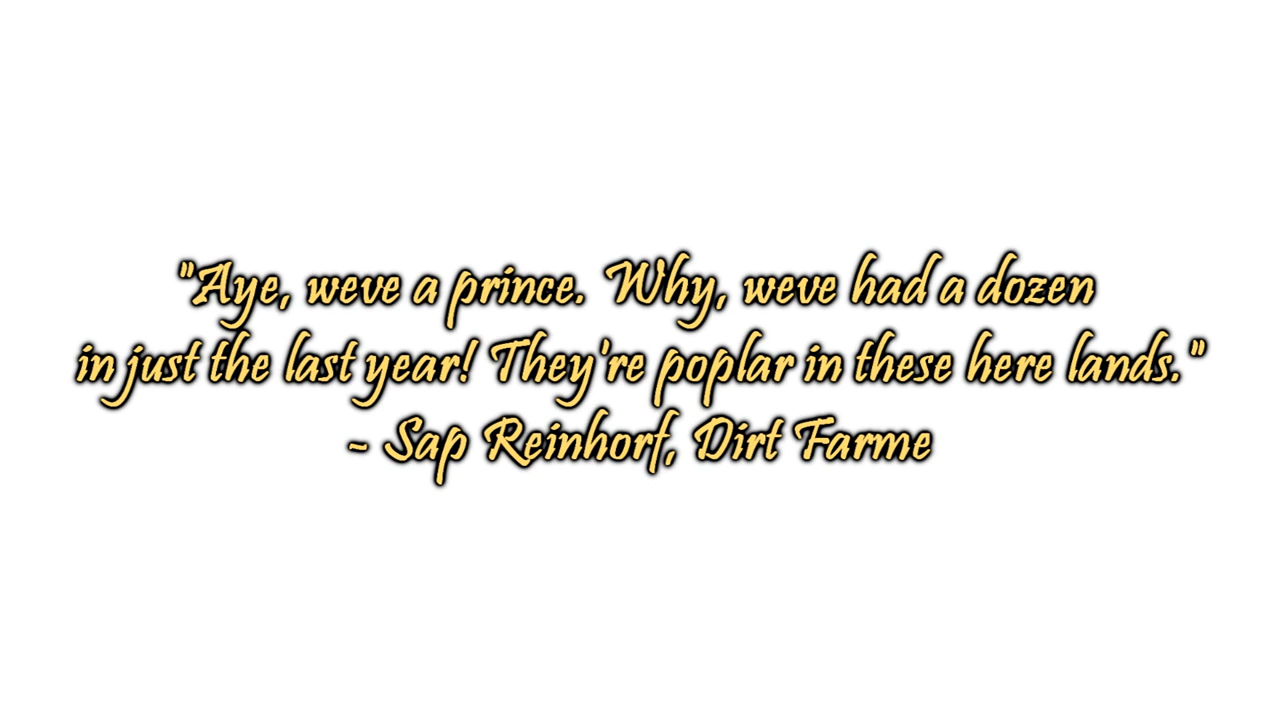 "Aye, weve a prince. Why, weve had a dozen
in just the last year! They're poplar in these here lands."
- Sap Reinhorf, Dirt Farme